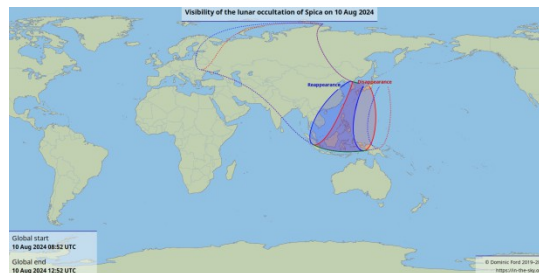 Visibility of the lunar occultation of Spica on 10 Aug 2024
Reappearance
Disappearance
Global start
10 Aug 2024 08:52 UTC
Global end
10 Aug 2024 12:52 UTC
© Dominic Ford 2019–20
https://in-the-sky.o